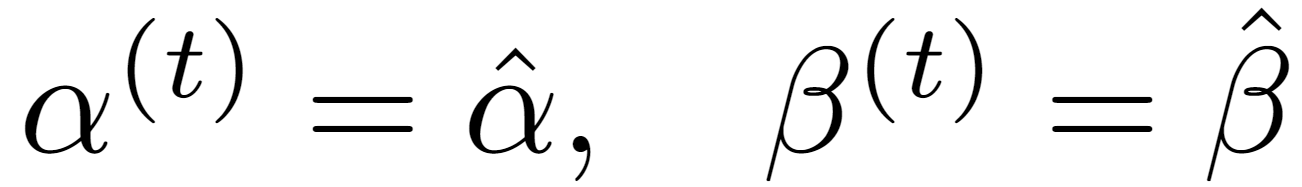 α^(t) = α̂,   β^(t) = β̂